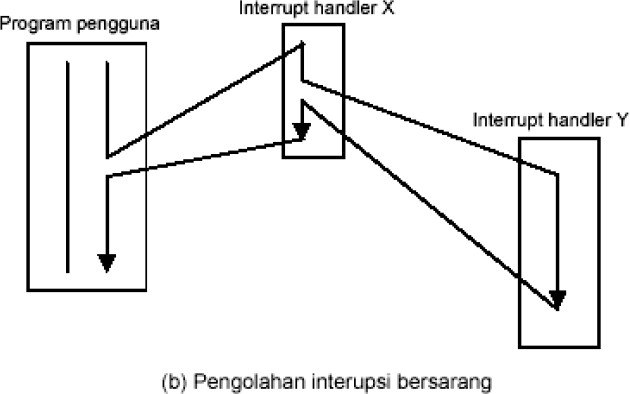 Program pengguna
Interrupt handler X
Interrupt handler Y
(b) Pengolahan interupsi bersarang